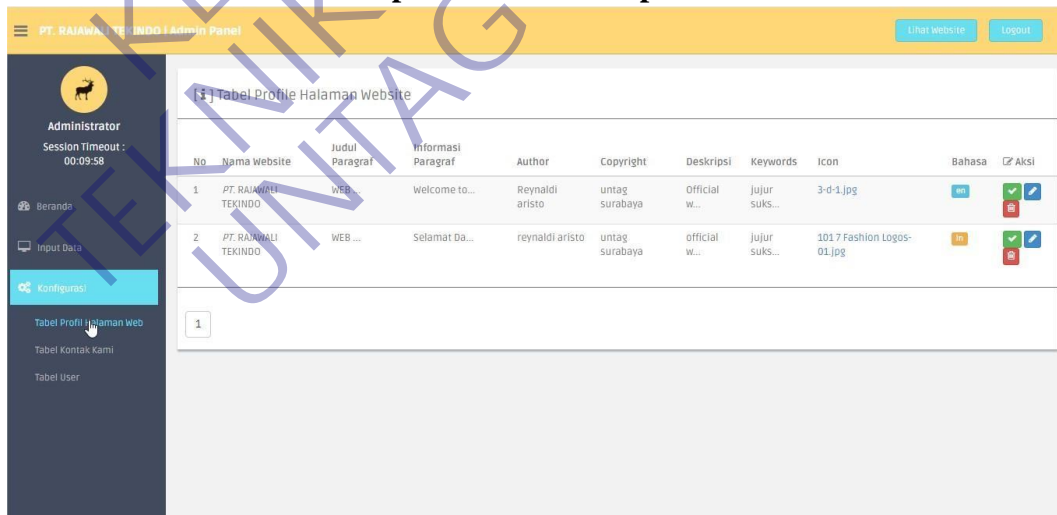 PT. RAJAWALI TEKINDO | Admin Panel
Lihat Website
Logout
Administrator
Session Timeout :
00:09:58
Beranda
Input Data
Konfigurasi
Tabel Profil Halaman Web
Tabel Kontak Kami
Tabel User
[i] Tabel Profile Halaman Website
No Nama Website Judul Paragraf Informasi Paragraf Author Copyright Deskripsi Keywords Icon Bahasa Aksi
1 PT. RAJAWALI TEKINDO WEB ... Welcome to... Reynaldi aristo untag surabaya Official w... jujur suks... 3-d-1.jpg en
2 PT. RAJAWALI TEKINDO WEB ... Selamat Da... reynaldi aristo untag surabaya official w... jujur suks... 1017 Fashion Logos-01.jpg in
1
UNTAG